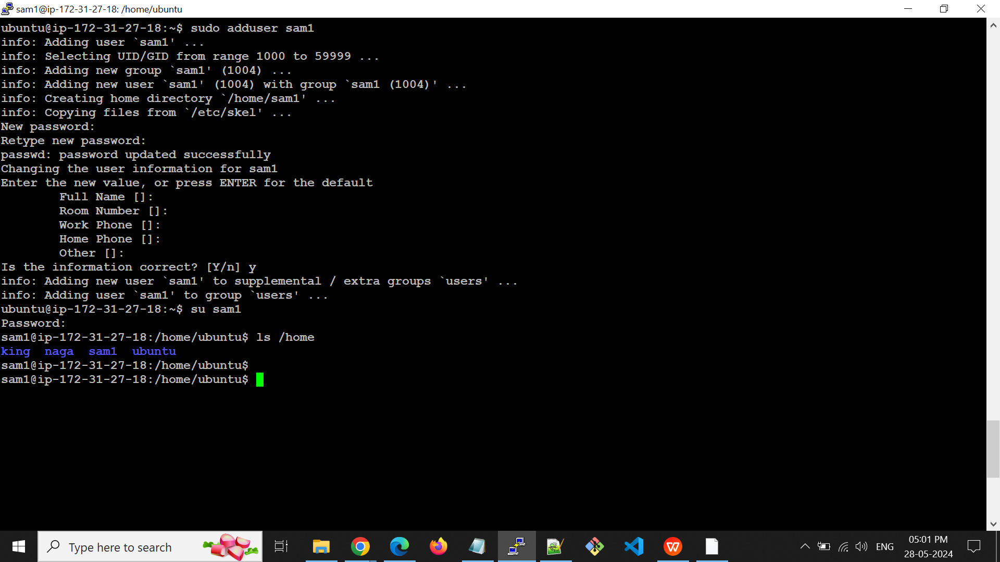 sam1@ip-172-31-27-18: /home/ubuntu
ubuntu@ip-172-31-27-18:~$ sudo adduser sam1
info: Adding user `sam1' ...
info: Selecting UID/GID from range 1000 to 59999 ...
info: Adding new group `sam1' (1004) ...
info: Adding new user `sam1' (1004) with group `sam1 (1004)' ...
info: Creating home directory `/home/sam1' ...
info: Copying files from `/etc/skel' ...
New password:
Retype new password:
passwd: password updated successfully
Changing the user information for sam1
Enter the new value, or press ENTER for the default
        Full Name []:
        Room Number []:
        Work Phone []:
        Home Phone []:
        Other []:
Is the information correct? [Y/n] y
info: Adding new user `sam1' to supplemental / extra groups `users' ...
info: Adding user `sam1' to group `users' ...
ubuntu@ip-172-31-27-18:~$ su sam1
Password:
sam1@ip-172-31-27-18:/home/ubuntu$ ls /home
king  naga  sam1  ubuntu
sam1@ip-172-31-27-18:/home/ubuntu$
sam1@ip-172-31-27-18:/home/ubuntu$
Type here to search
W
ENG
05:01 PM
28-05-2024